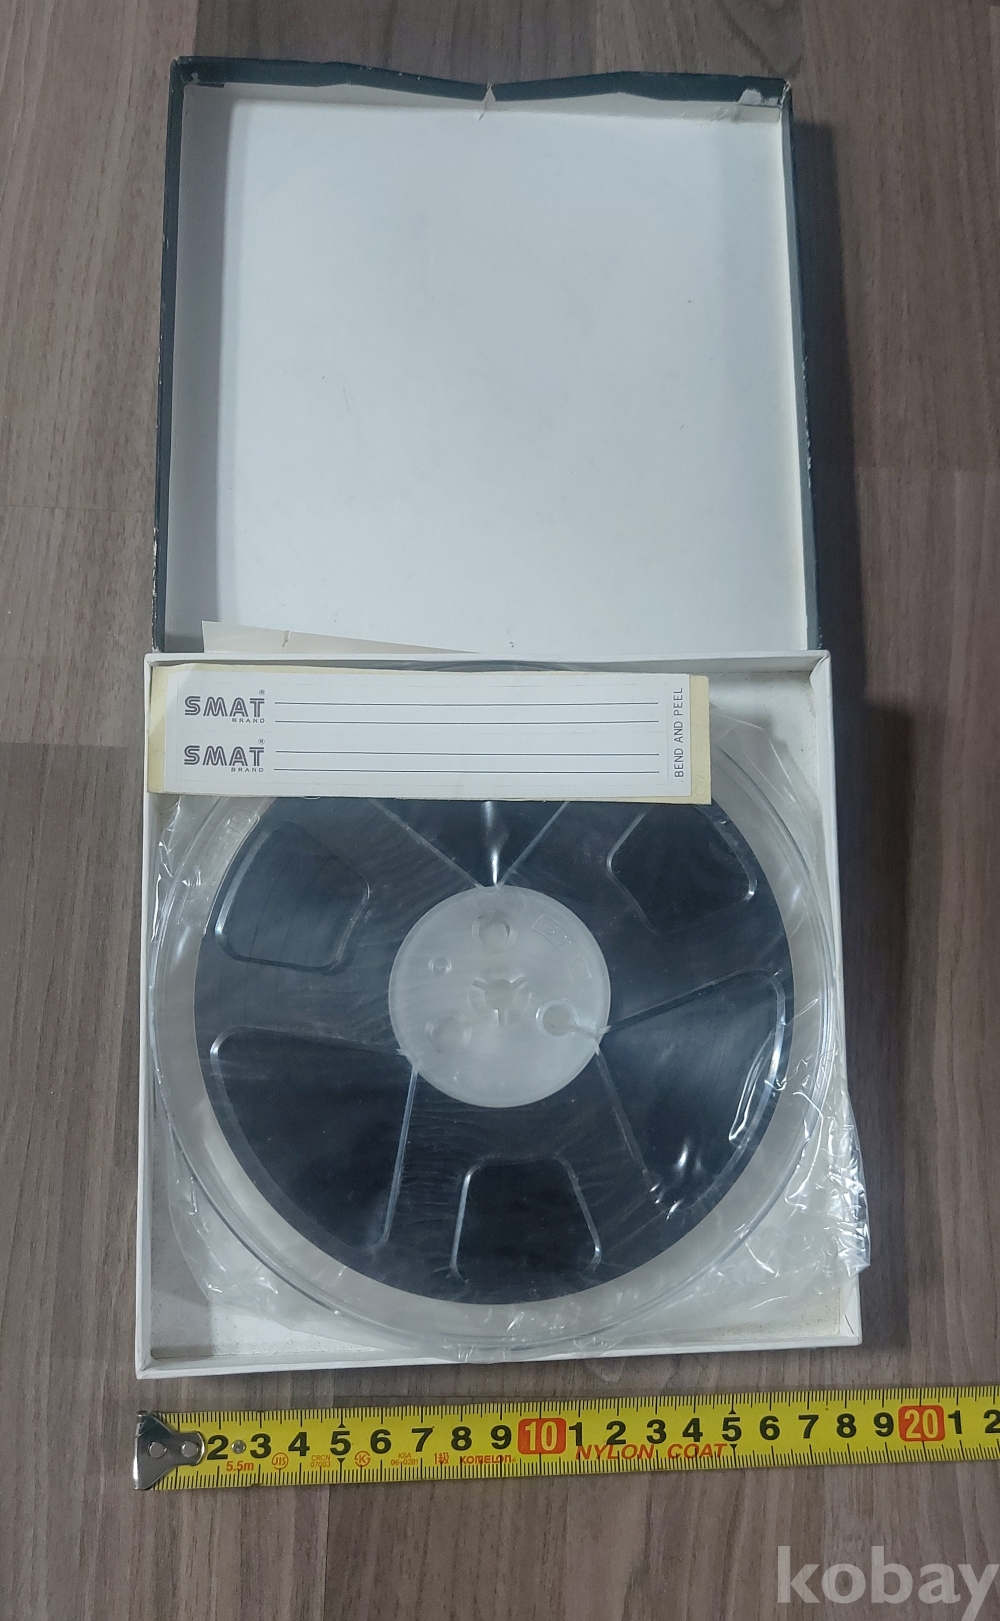 SMAT®
BRAND
SMAT®
BRAND
BEND AND PEEL
2 3 4 5 6 7 8 9 10 1 2 3 4 5 6 7 8 9 20 1 2
5.5m JIS KOMELON NYLON COAT
kobay